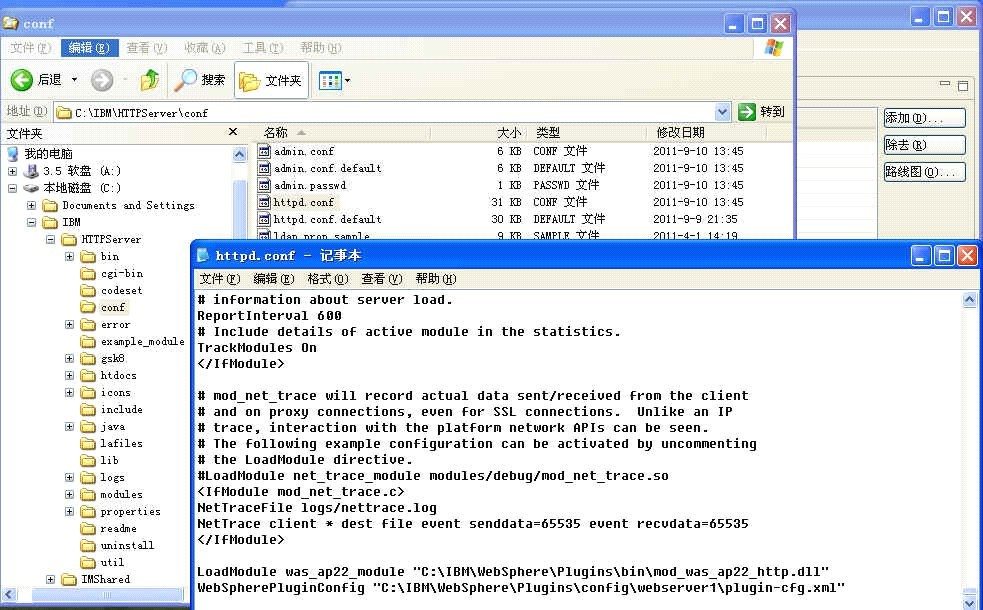 conf
文件(F) 编辑(E) 查看(V) 收藏(A) 工具(T) 帮助(H)
后退 搜索 文件夹
地址(D) C:\IBM\HTTPServer\conf 转到
文件夹
我的电脑
3.5 软盘 (A:)
本地磁盘 (C:)
Documents and Settings
IBM
HTTPServer
bin
cgi-bin
codeset
conf
error
example_module
gsk8
htdocs
icons
include
java
lafiles
lib
logs
modules
properties
readme
uninstall
util
IMShared
名称 大小 类型 修改日期
admin.conf 6 KB CONF 文件 2011-9-10 13:45
admin.conf.default 6 KB DEFAULT 文件 2011-9-10 13:45
admin.passwd 1 KB PASSWD 文件 2011-9-10 13:45
httpd.conf 31 KB CONF 文件 2011-9-10 13:45
httpd.conf.default 30 KB DEFAULT 文件 2011-9-9 21:35
ldap.prop.sample 9 KB SAMPLE 文件 2011-4-1 14:19
添加(D)...
除去(R)
路线图(O)...
httpd.conf - 记事本
文件(F) 编辑(E) 格式(O) 查看(V) 帮助(H)
# information about server load.
ReportInterval 600
# Include details of active module in the statistics.
TrackModules On
</IfModule>
# mod_net_trace will record actual data sent/received from the client
# and on proxy connections, even for SSL connections.  Unlike an IP
# trace, interaction with the platform network APIs can be seen.
# The following example configuration can be activated by uncommenting
# the LoadModule directive.
#LoadModule net_trace_module modules/debug/mod_net_trace.so
<IfModule mod_net_trace.c>
NetTraceFile logs/nettrace.log
NetTrace client * dest file event senddata=65535 event recvdata=65535
</IfModule>
LoadModule was_ap22_module "C:\IBM\WebSphere\Plugins\bin\mod_was_ap22_http.dll"
WebSpherePluginConfig "C:\IBM\WebSphere\Plugins\config\webserver1\plugin-cfg.xml"